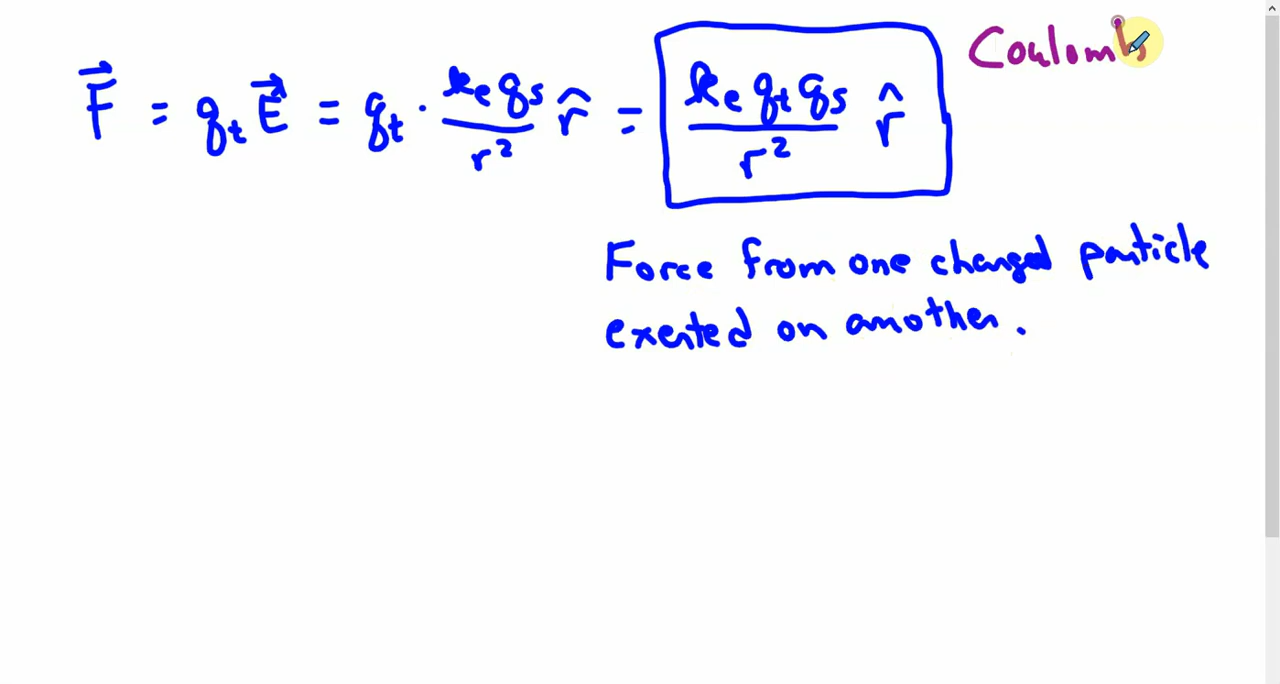 F⃗ = q_t E⃗ = q_t · k_e q_s / r² r̂ = k_e q_t q_s / r² r̂
Coulomb
Force from one charged particle
exerted on another.